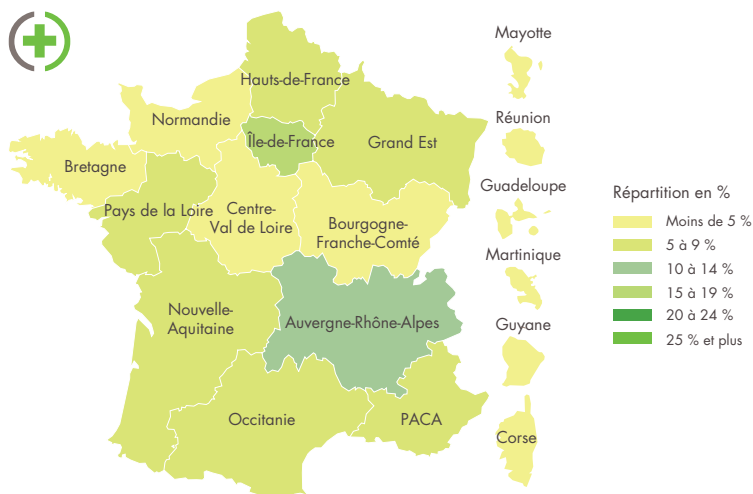 Mayotte
Hauts-de-France
Normandie
Île-de-France
Grand Est
Réunion
Bretagne
Guadeloupe
Pays de la Loire
Centre-
Val de Loire
Bourgogne-
Franche-Comté
Martinique
Nouvelle-
Aquitaine
Auvergne-Rhône-Alpes
Guyane
Occitanie
PACA
Corse
Répartition en %
Moins de 5 %
5 à 9 %
10 à 14 %
15 à 19 %
20 à 24 %
25 % et plus